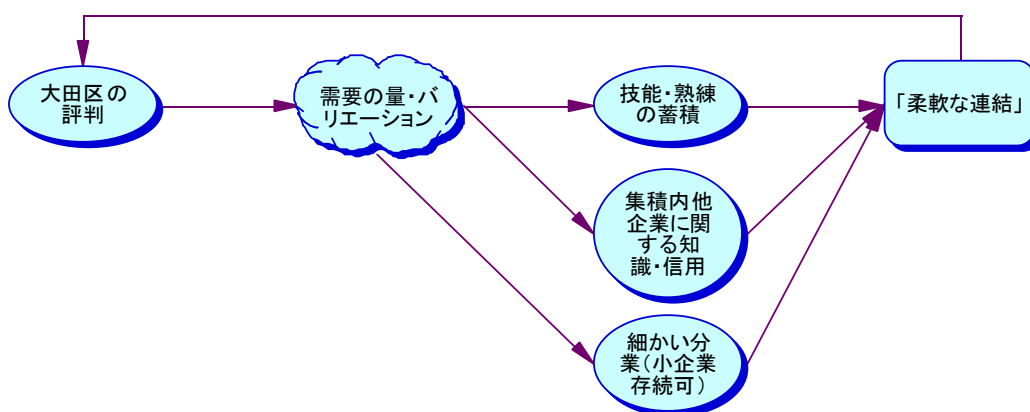 大田区の
評判
需要の量・バ
リエーション
技能・熟練
の蓄積
「柔軟な連結」
集積内他
企業に関
する知
識・信用
細かい分
業(小企業
存続可)